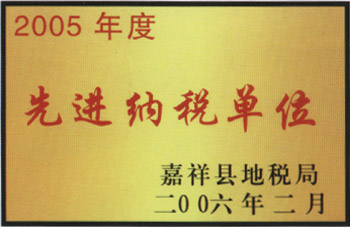 2005 年度
先进纳税单位
嘉祥县地税局
二00六年二月